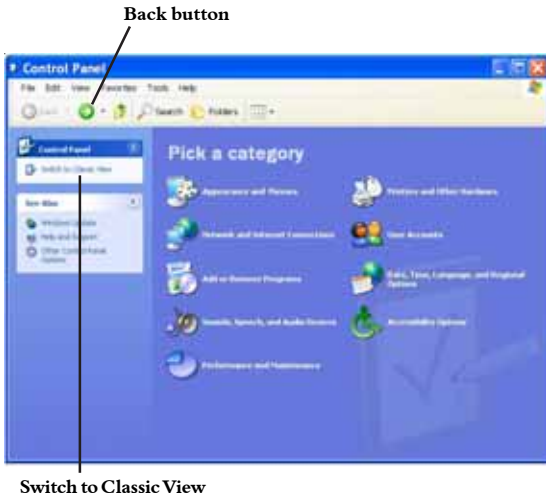 Back button
Control Panel
File Edit View Favorites Tools Help
Back Search Folders
Control Panel
Switch to Classic View
See Also
Windows Update
Help and Support
Other Control Panel
Options
Pick a category
Appearance and Themes
Printers and Other Hardware
Network and Internet Connections
User Accounts
Add or Remove Programs
Date, Time, Language, and Regional
Options
Sounds, Speech, and Audio Devices
Accessibility Options
Performance and Maintenance
Switch to Classic View